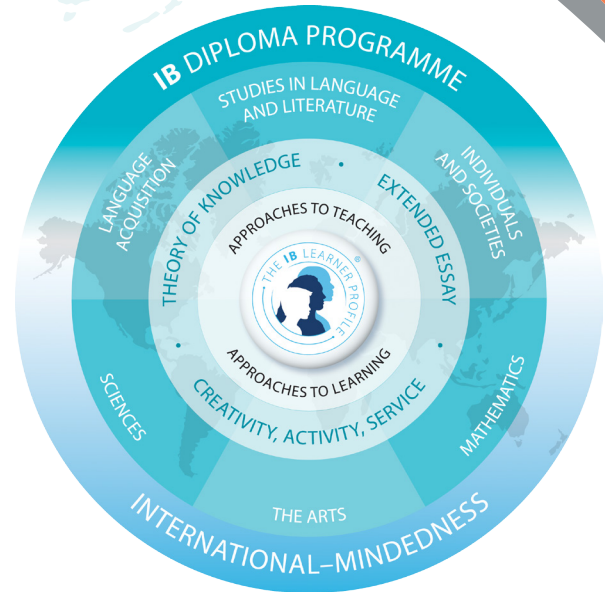 IB DIPLOMA PROGRAMME
STUDIES IN LANGUAGE
AND LITERATURE
LANGUAGE
ACQUISITION
INDIVIDUALS
AND SOCIETIES
THEORY OF KNOWLEDGE
•
EXTENDED ESSAY
APPROACHES TO TEACHING
THE IB LEARNER PROFILE
®
APPROACHES TO LEARNING
•
•
CREATIVITY, ACTIVITY, SERVICE
SCIENCES
MATHEMATICS
THE ARTS
INTERNATIONAL–MINDEDNESS